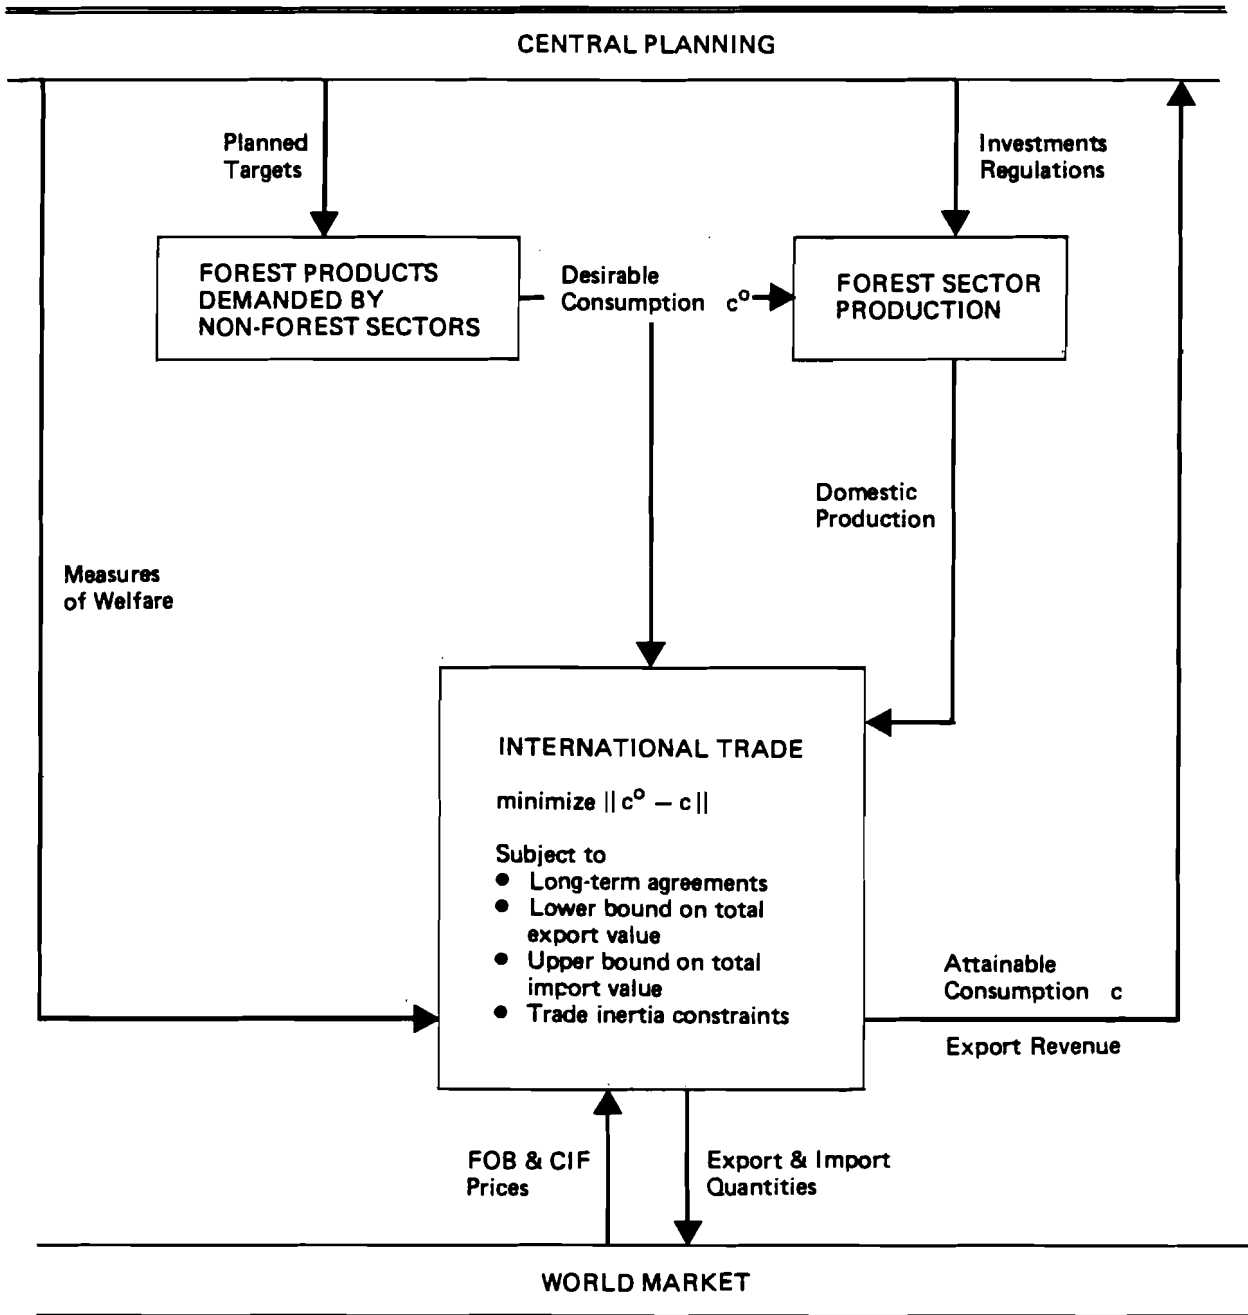 CENTRAL PLANNING
Planned
Targets
Investments
Regulations
FOREST PRODUCTS
DEMANDED BY
NON-FOREST SECTORS
Desirable
Consumption c°
FOREST SECTOR
PRODUCTION
Domestic
Production
Measures
of Welfare
INTERNATIONAL TRADE
minimize || c° – c ||
Subject to
● Long-term agreements
● Lower bound on total
export value
● Upper bound on total
import value
● Trade inertia constraints
Attainable
Consumption c
Export Revenue
FOB & CIF
Prices
Export & Import
Quantities
WORLD MARKET